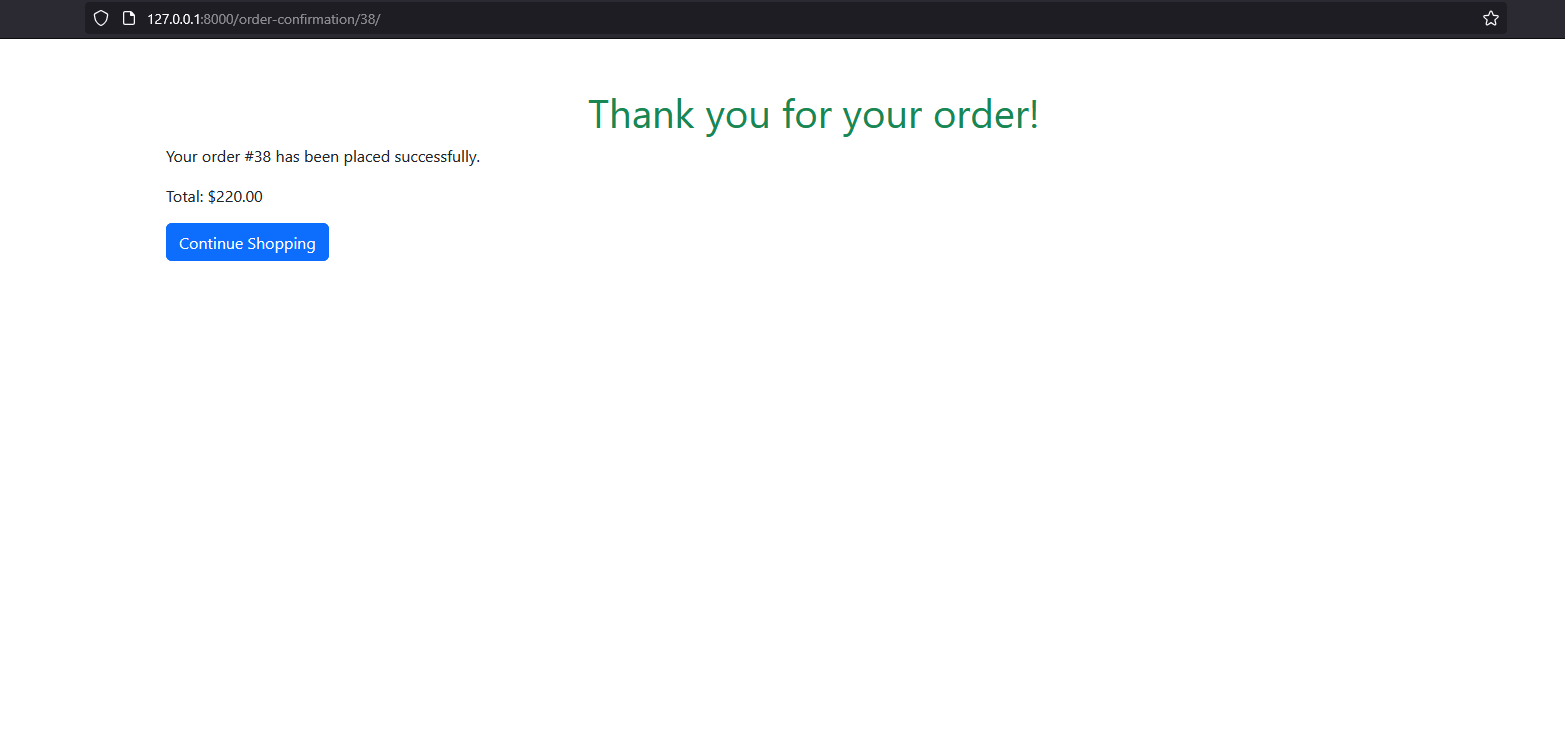 127.0.0.1:8000/order-confirmation/38/
Thank you for your order!
Your order #38 has been placed successfully.
Total: $220.00
Continue Shopping